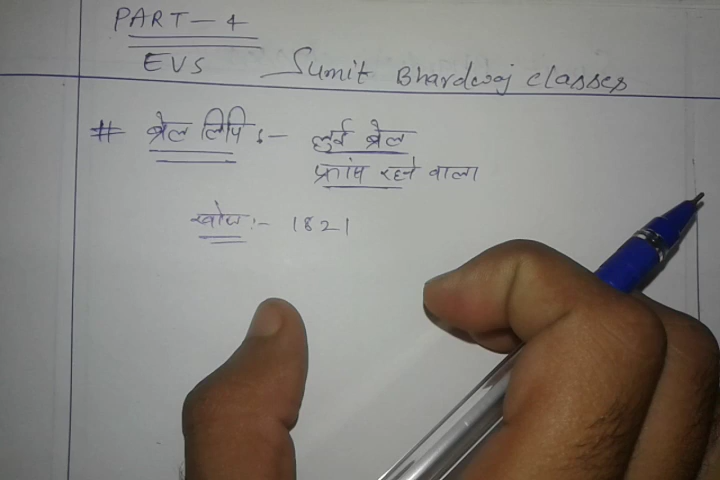 PART - 4
EVS Sumit Bhardwaj classes
# ब्रेल लिपि :- लुई ब्रेल
फ्रांस रहने वाला
खोज :- 1821